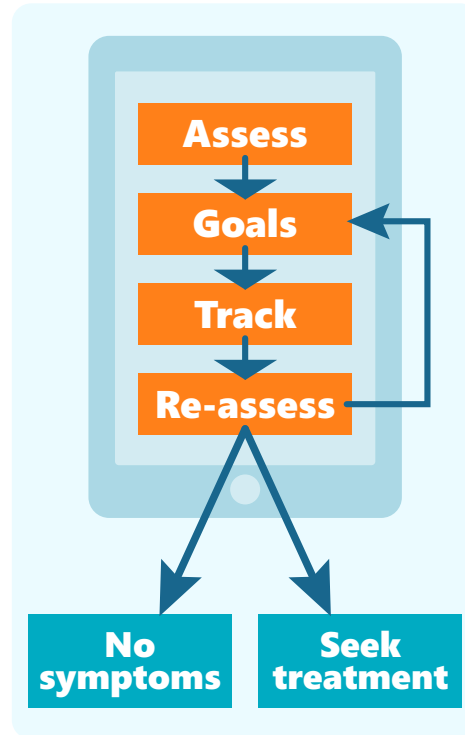 Assess
Goals
Track
Re-assess
No
symptoms
Seek
treatment